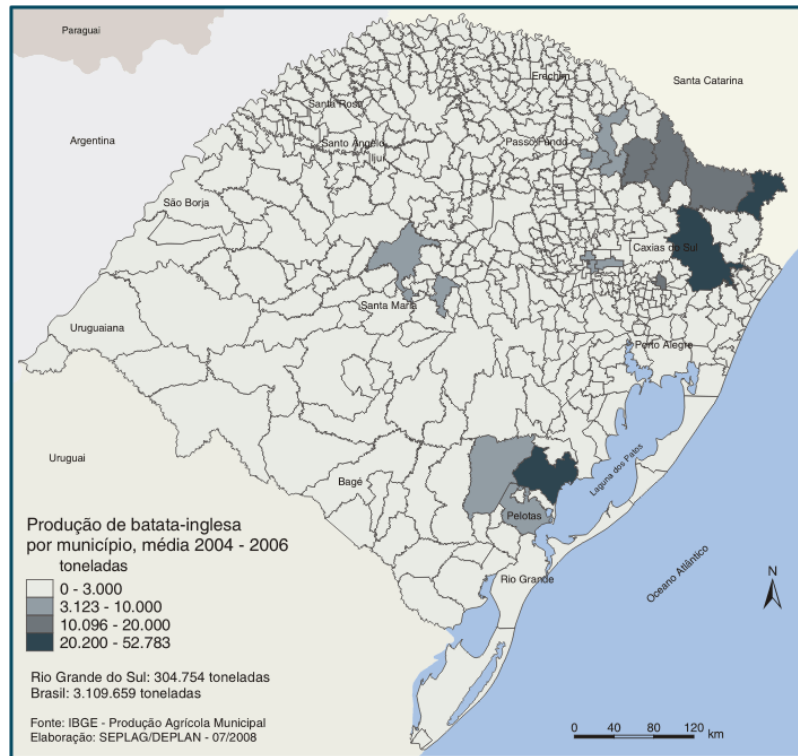 Paraguai
Santa Catarina
Erechim
Santa Rosa
Argentina
Santo Ângelo
Passo Fundo
Ijuí
São Borja
Caxias do Sul
Santa Maria
Uruguaiana
Porto Alegre
Uruguai
Bagé
Laguna dos Patos
Pelotas
Rio Grande
Oceano Atlântico
N
Produção de batata-inglesa
por município, média 2004 - 2006
toneladas
0 - 3.000
3.123 - 10.000
10.096 - 20.000
20.200 - 52.783
Rio Grande do Sul: 304.754 toneladas
Brasil: 3.109.659 toneladas
Fonte: IBGE - Produção Agrícola Municipal
Elaboração: SEPLAG/DEPLAN - 07/2008
0 40 80 120
km